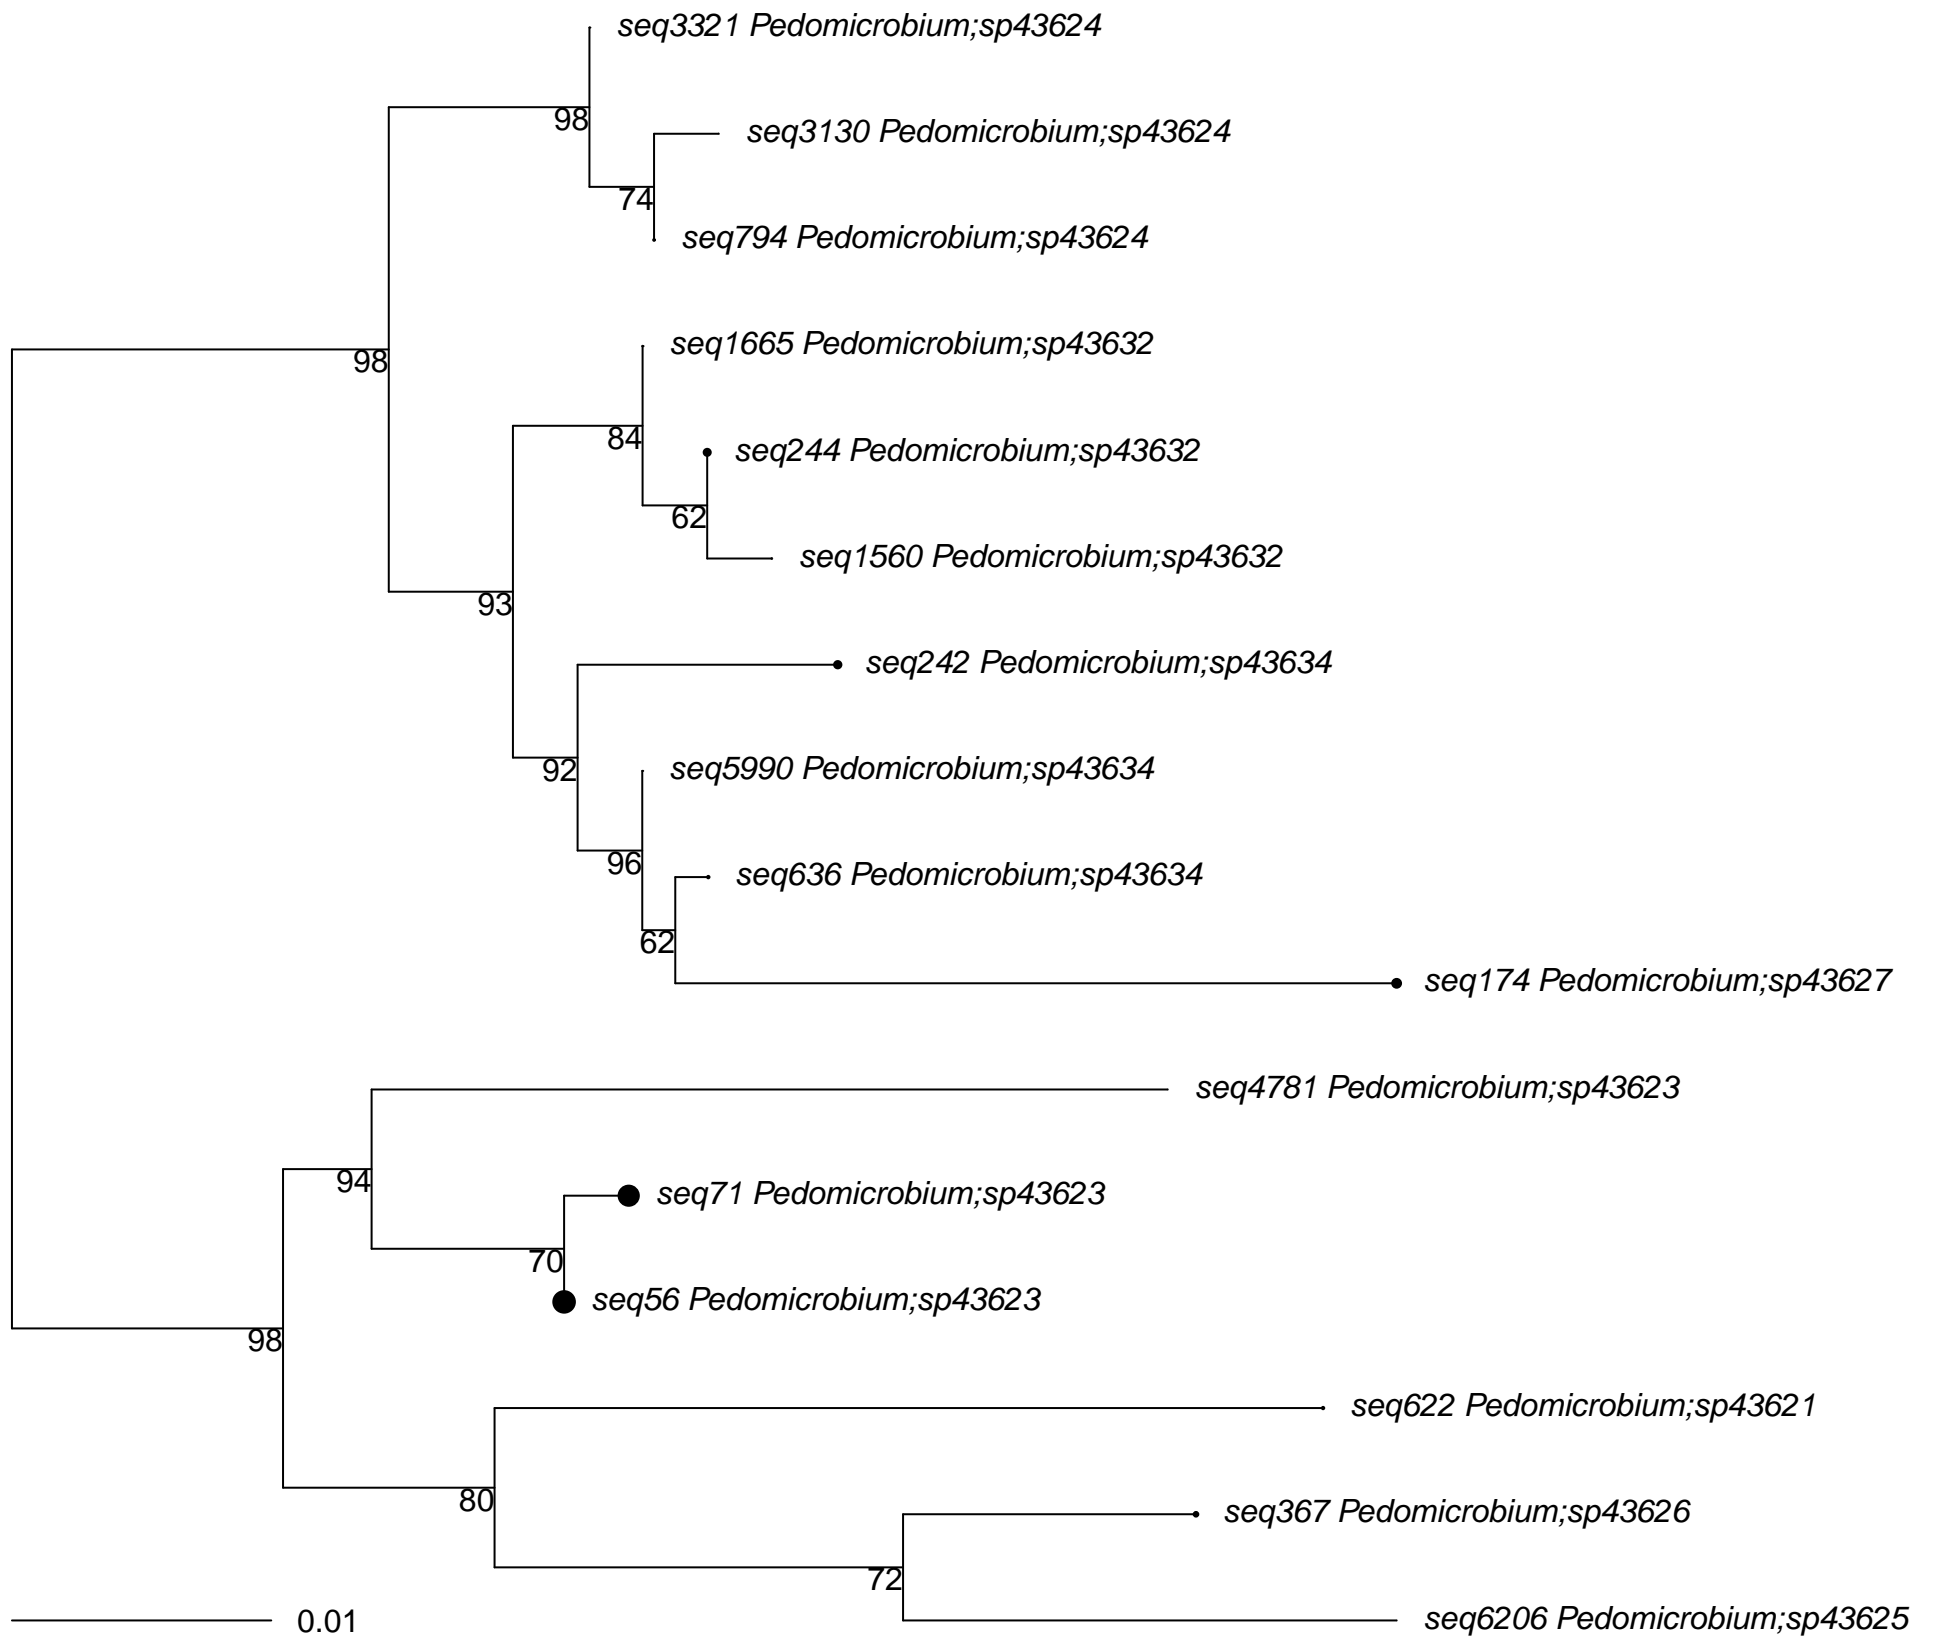 seq3321 Pedomicrobium;sp43624
98
seq3130 Pedomicrobium;sp43624
74
seq794 Pedomicrobium;sp43624
98
seq1665 Pedomicrobium;sp43632
84
seq244 Pedomicrobium;sp43632
62
seq1560 Pedomicrobium;sp43632
93
seq242 Pedomicrobium;sp43634
92
seq5990 Pedomicrobium;sp43634
96
seq636 Pedomicrobium;sp43634
62
seq174 Pedomicrobium;sp43627
seq4781 Pedomicrobium;sp43623
94
seq71 Pedomicrobium;sp43623
70
seq56 Pedomicrobium;sp43623
98
seq622 Pedomicrobium;sp43621
80
seq367 Pedomicrobium;sp43626
72
seq6206 Pedomicrobium;sp43625
0.01